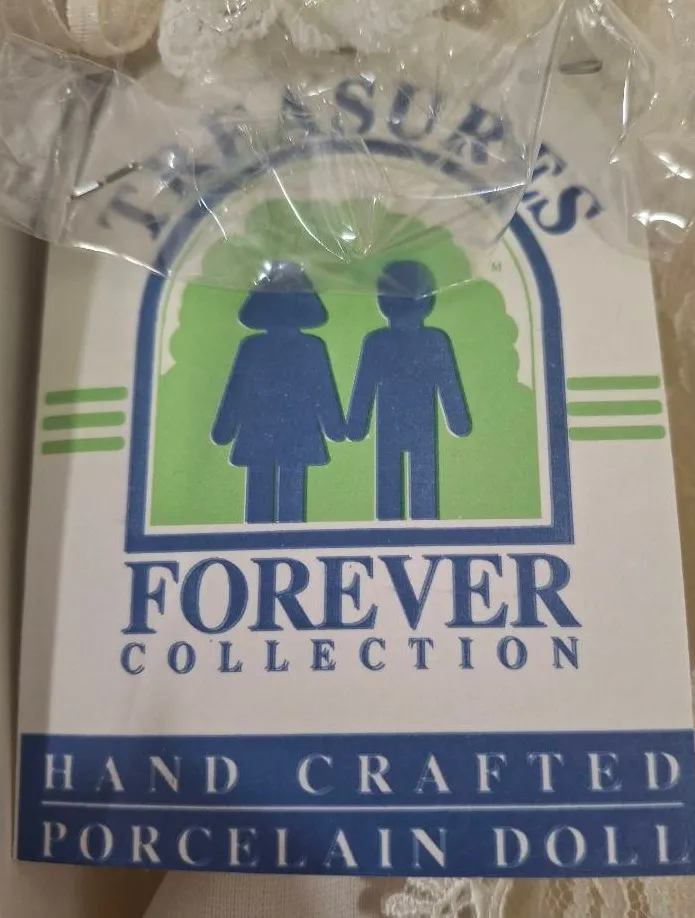 TREASURES
M
FOREVER
COLLECTION
HAND CRAFTED
PORCELAIN DOLL